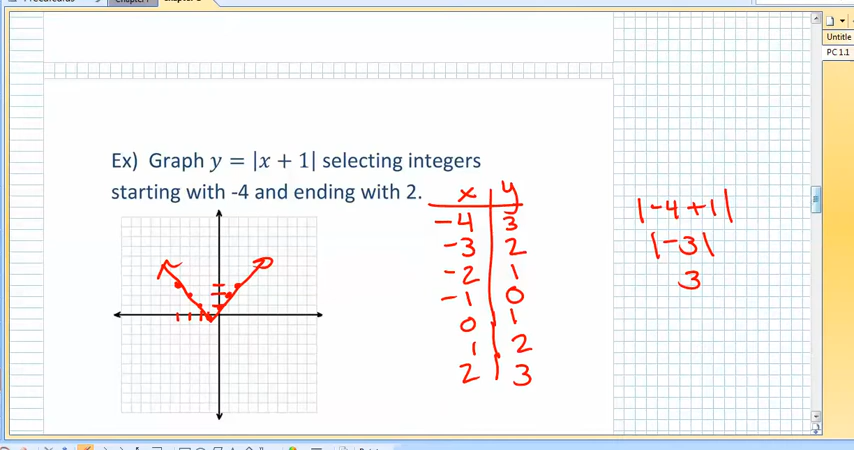 Untitle
PC 1.1
Ex) Graph y = |x + 1| selecting integers
starting with -4 and ending with 2.
x y
-4 3
-3 2
-2 1
-1 0
0 1
1 2
2 3
|-4+1|
|-3|
3